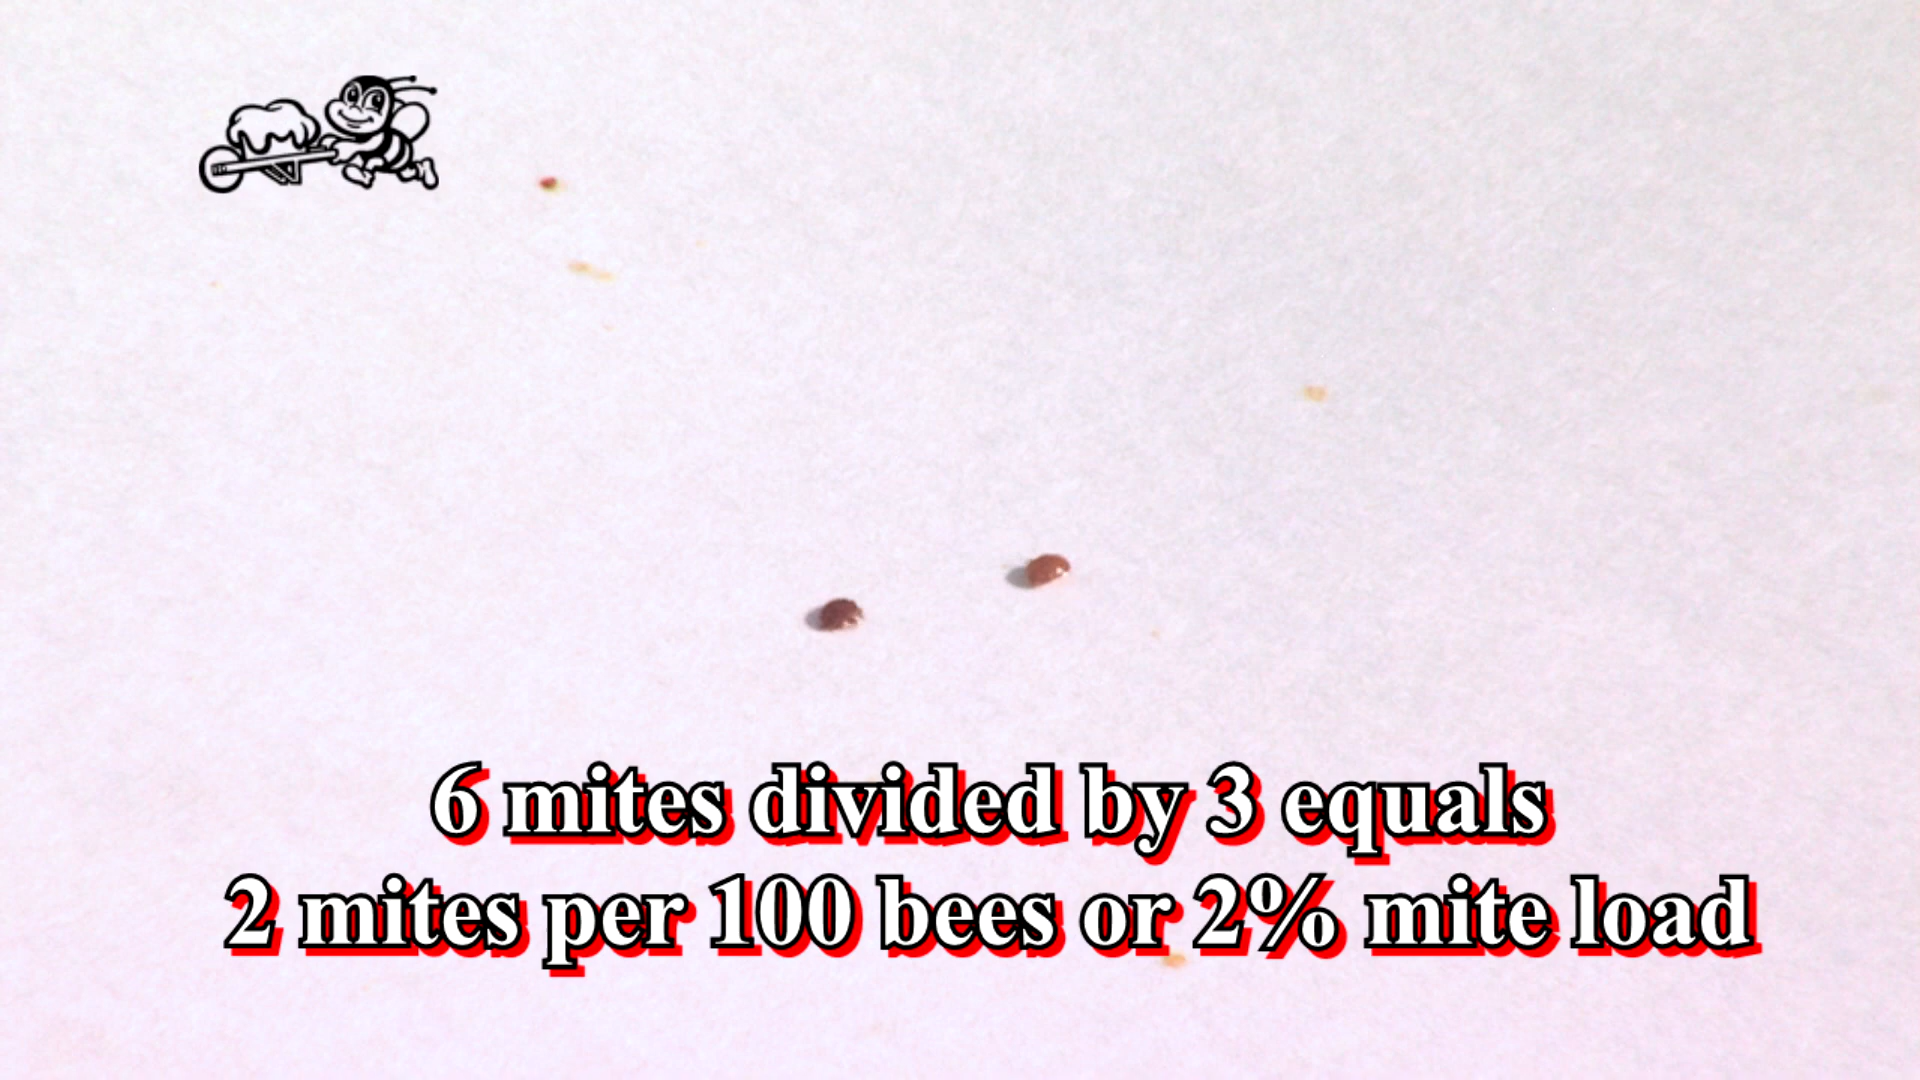 6 mites divided by 3 equals
2 mites per 100 bees or 2% mite load